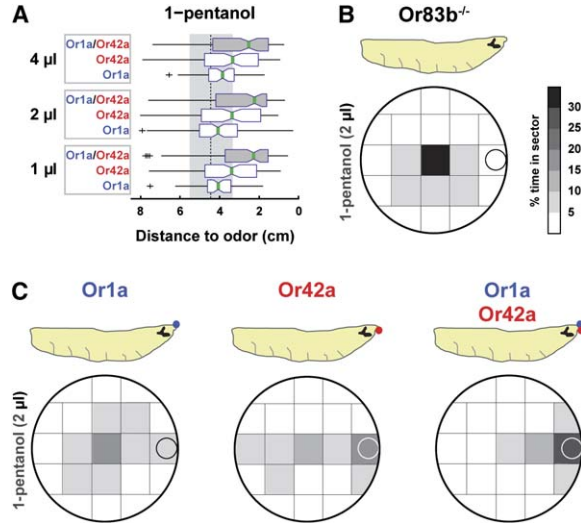 A
1−pentanol
4 µl
Or1a/Or42a
Or42a
Or1a
2 µl
Or1a/Or42a
Or42a
Or1a
1 µl
Or1a/Or42a
Or42a
Or1a
8 6 4 2 0
Distance to odor (cm)
B
Or83b-/-
1-pentanol (2 µl)
30
25
20
15
10
5
% time in sector
C
Or1a
Or42a
Or1a
Or42a
1-pentanol (2 µl)